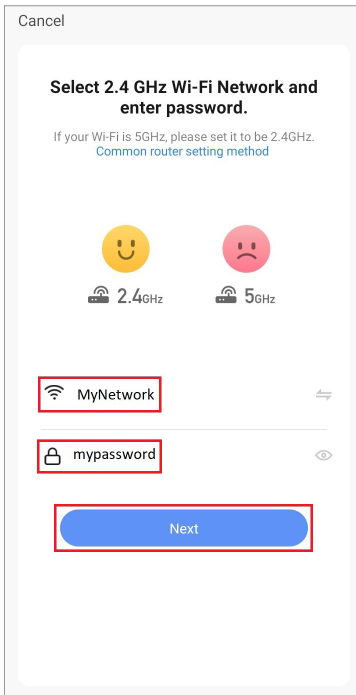 Cancel
Select 2.4 GHz Wi-Fi Network and
enter password.
If your Wi-Fi is 5GHz, please set it to be 2.4GHz.
Common router setting method
2.4GHz
5GHz
MyNetwork
mypassword
Next